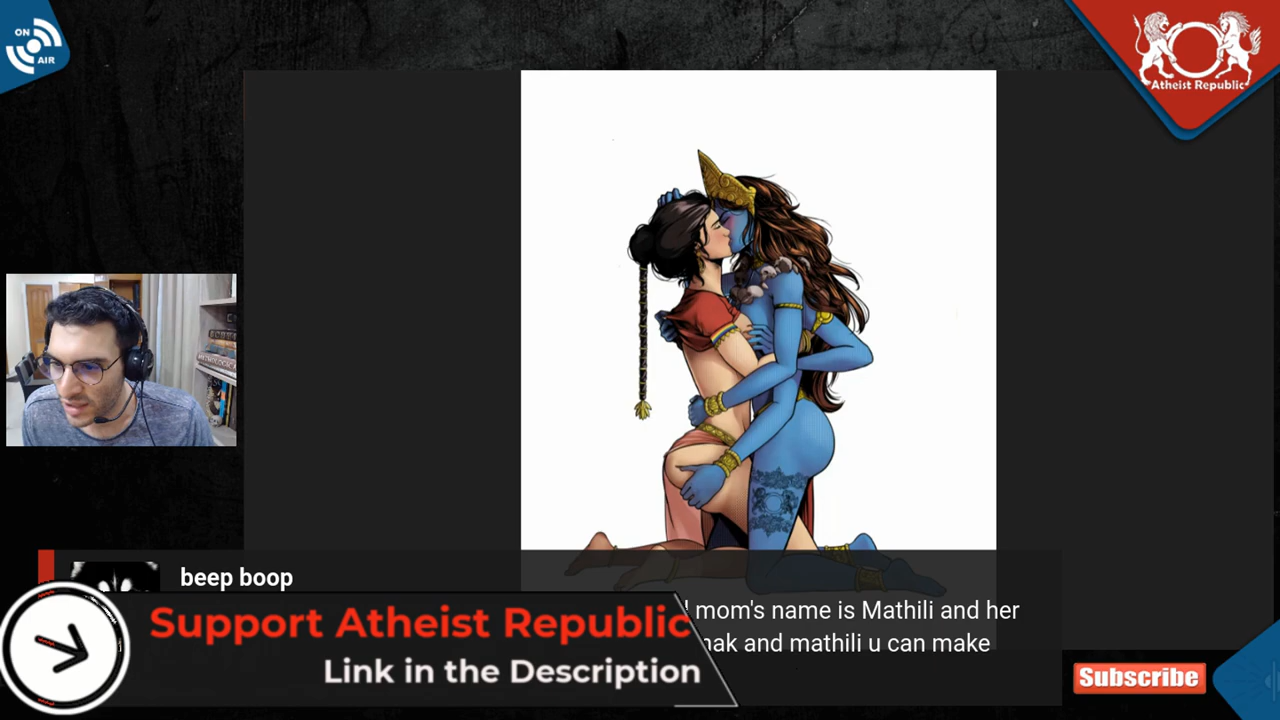 ON
AIR
Atheist Republic
beep boop
mom's name is Mathili and her
and mathili u can make
Support Atheist Republic
Link in the Description
Subscribe